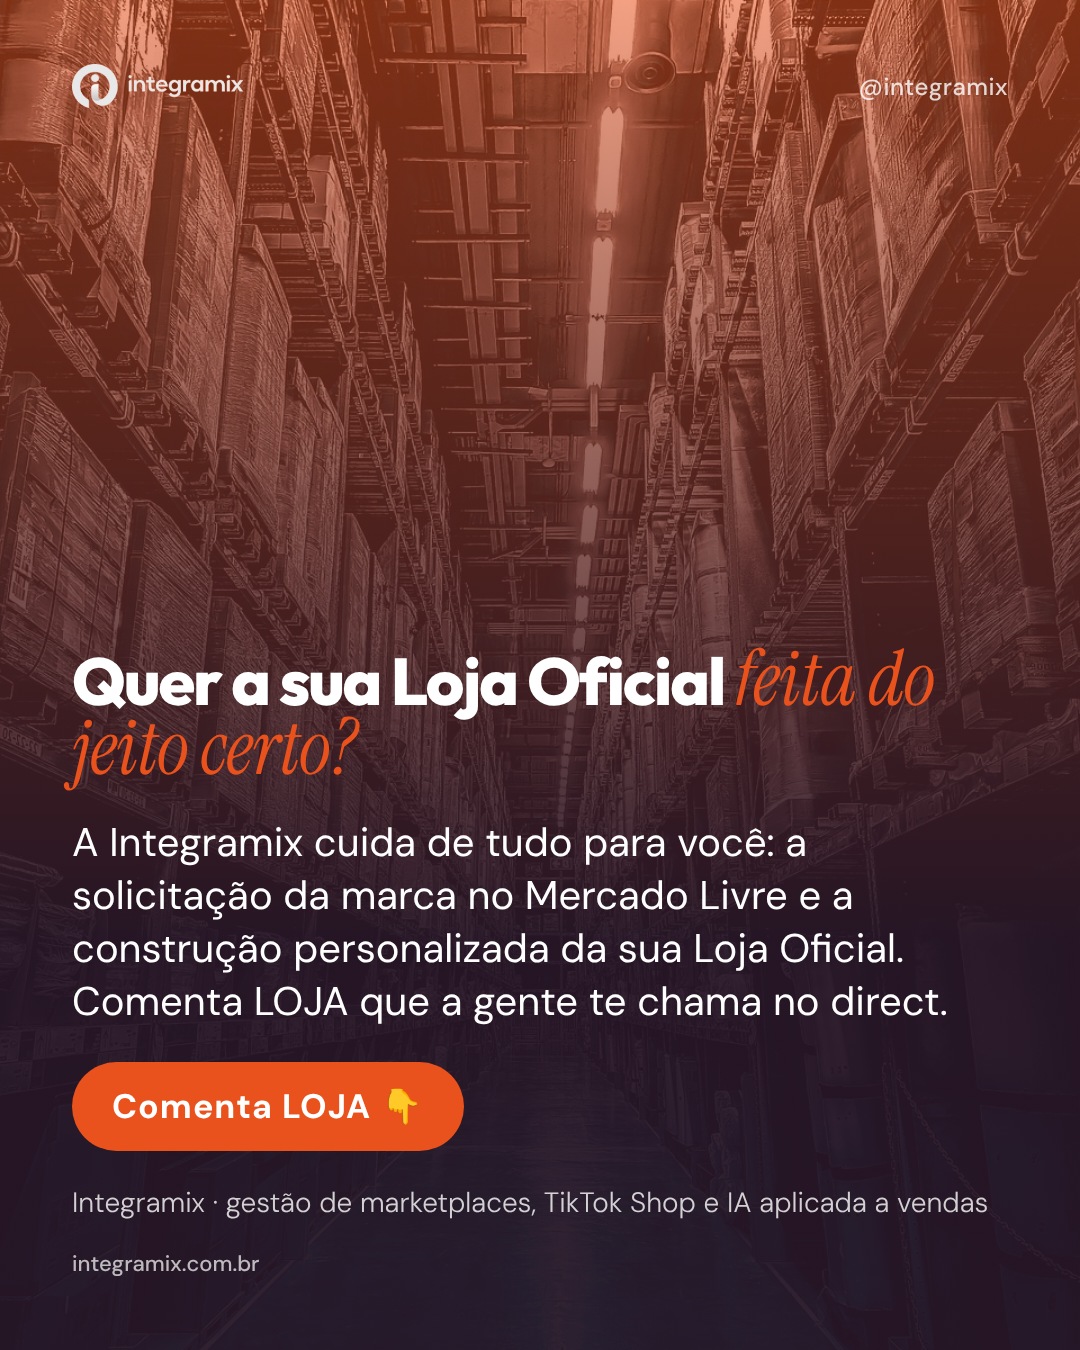 integramix
@integramix
Quer a sua Loja Oficial feita do
jeito certo?
A Integramix cuida de tudo para você: a
solicitação da marca no Mercado Livre e a
construção personalizada da sua Loja Oficial.
Comenta LOJA que a gente te chama no direct.
Comenta LOJA 👇
Integramix · gestão de marketplaces, TikTok Shop e IA aplicada a vendas
integramix.com.br